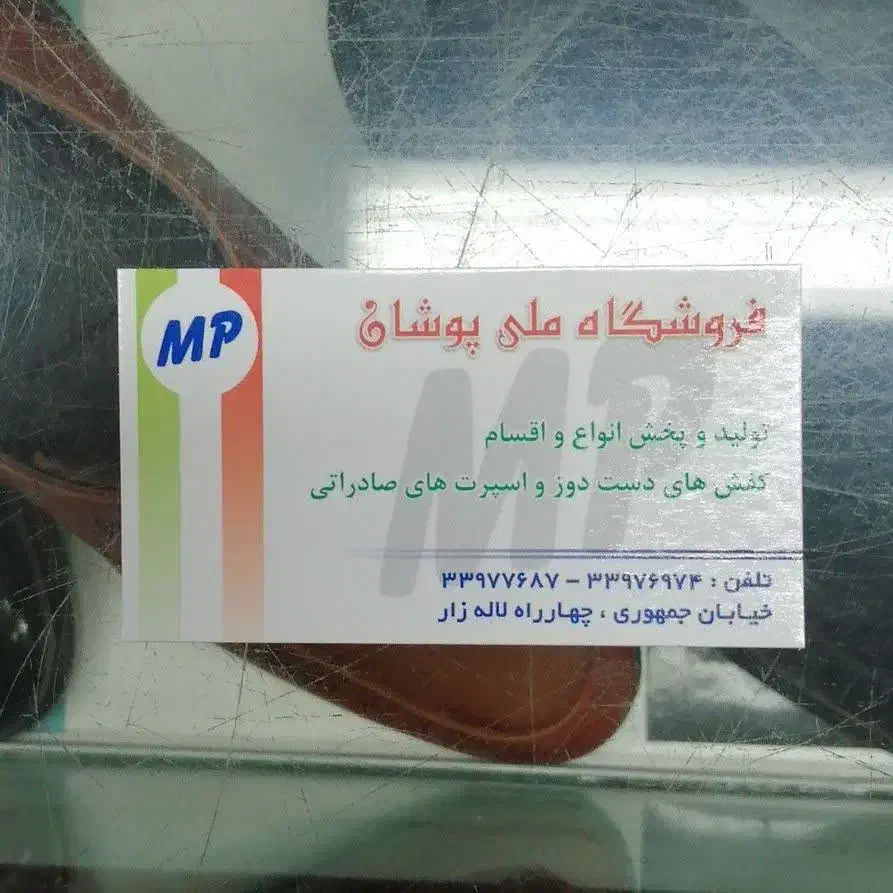 MP
فروشگاه ملی پوشان
MP
تولید و پخش انواع و اقسام
کفش های دست دوز و اسپرت های صادراتی
تلفن : ۳۳۹۷۶۹۷۴ - ۳۳۹۷۷۶۸۷
خیابان جمهوری ، چهارراه لاله زار